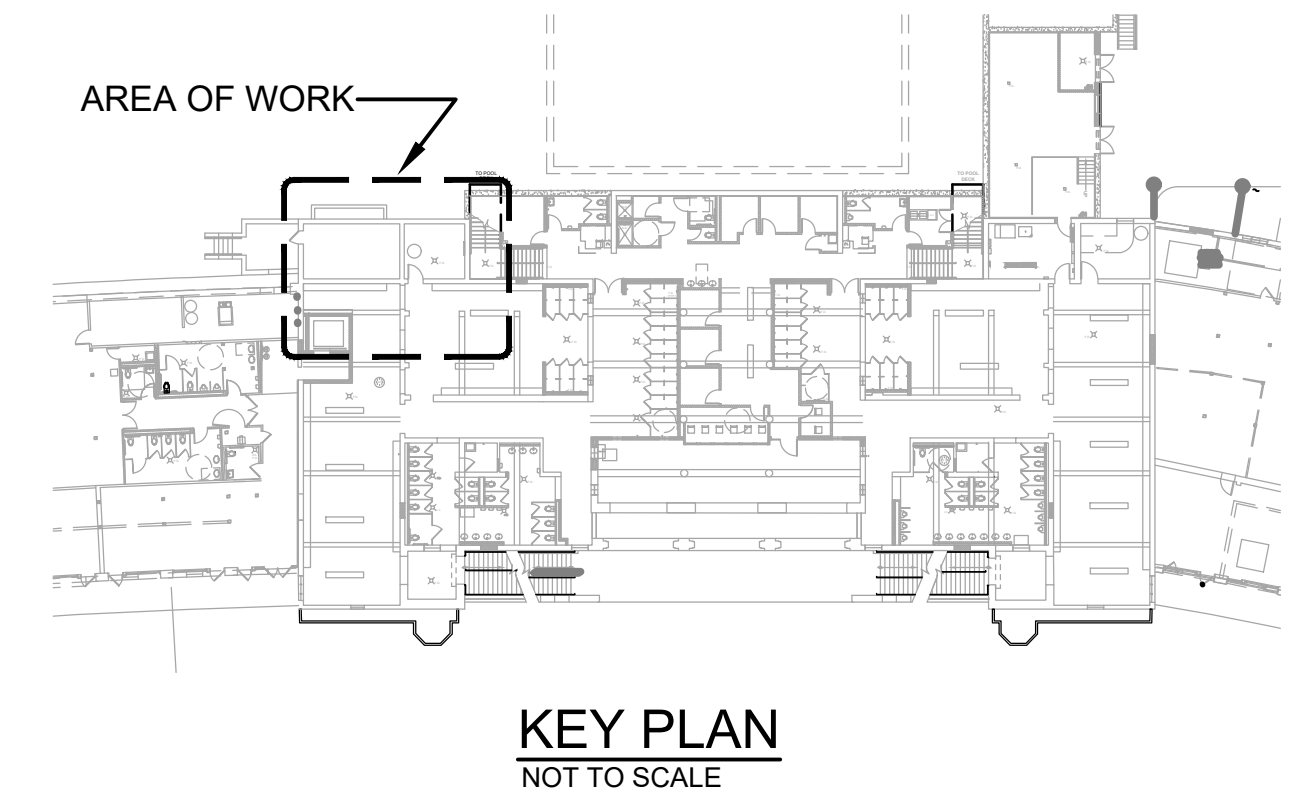 AREA OF WORK
TO POOL
TO POOL
DECK
KEY PLAN
NOT TO SCALE